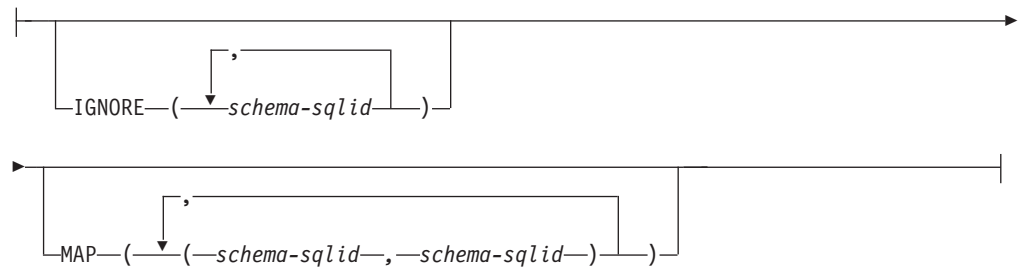 ,
IGNORE ( schema-sqlid )
,
MAP ( ( schema-sqlid , schema-sqlid ) )